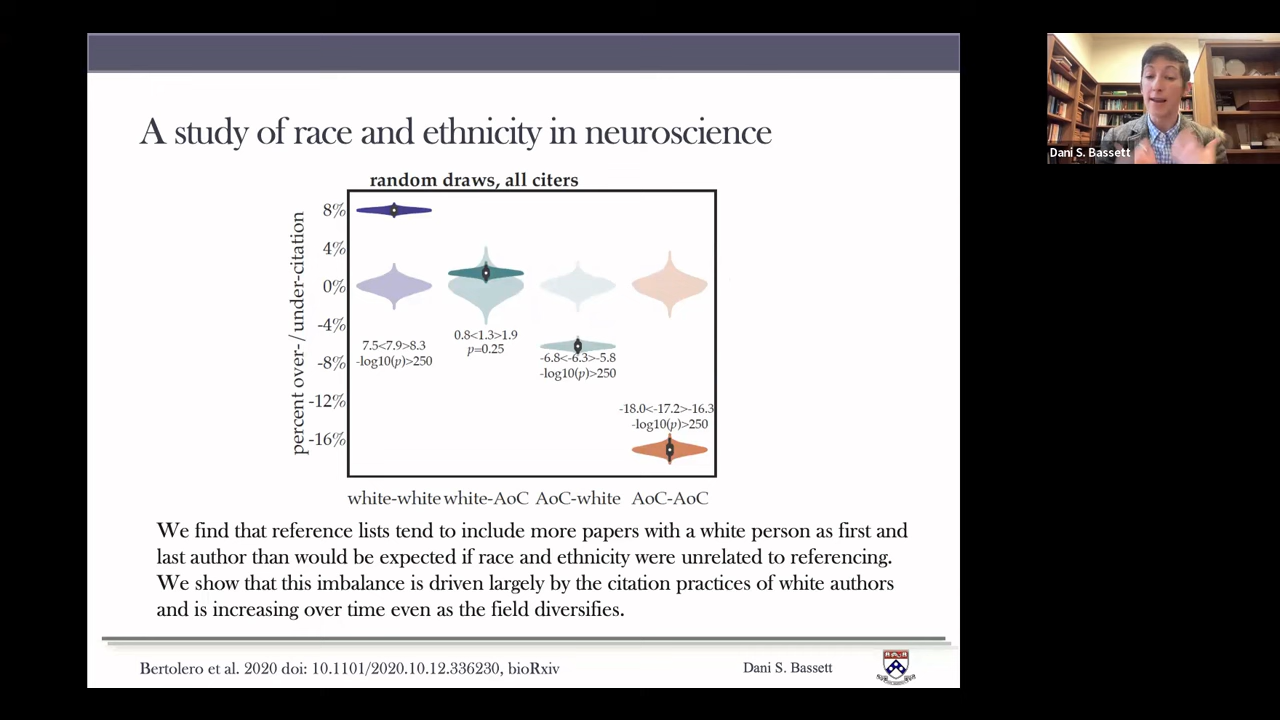 A study of race and ethnicity in neuroscience
random draws, all citers
percent over-/ under-citation
8%
4%
0%
-4%
-8%
-12%
-16%
7.5<7.9>8.3
-log10(p)>250
0.8<1.3>1.9
p=0.25
-6.8<-6.3>-5.8
-log10(p)>250
-18.0<-17.2>-16.3
-log10(p)>250
white-white white-AoC AoC-white AoC-AoC
We find that reference lists tend to include more papers with a white person as first and
last author than would be expected if race and ethnicity were unrelated to referencing.
We show that this imbalance is driven largely by the citation practices of white authors
and is increasing over time even as the field diversifies.
Bertolero et al. 2020 doi: 10.1101/2020.10.12.336230, bioRxiv
Dani S. Bassett
Dani S. Bassett